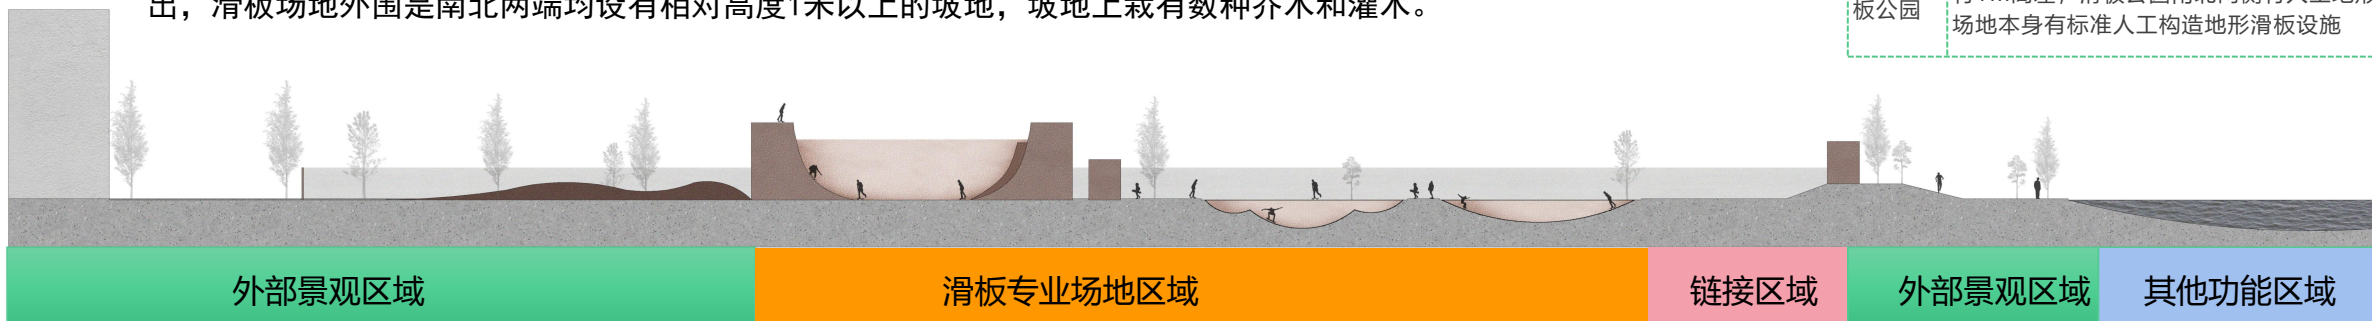 出，滑板场地外围是南北两端均设有相对高度1米以上的坡地，坡地上栽有数种乔木和灌木。
板公园
场地本身有标准人工构造地形滑板设施
外部景观区域
滑板专业场地区域
链接区域
外部景观区域
其他功能区域